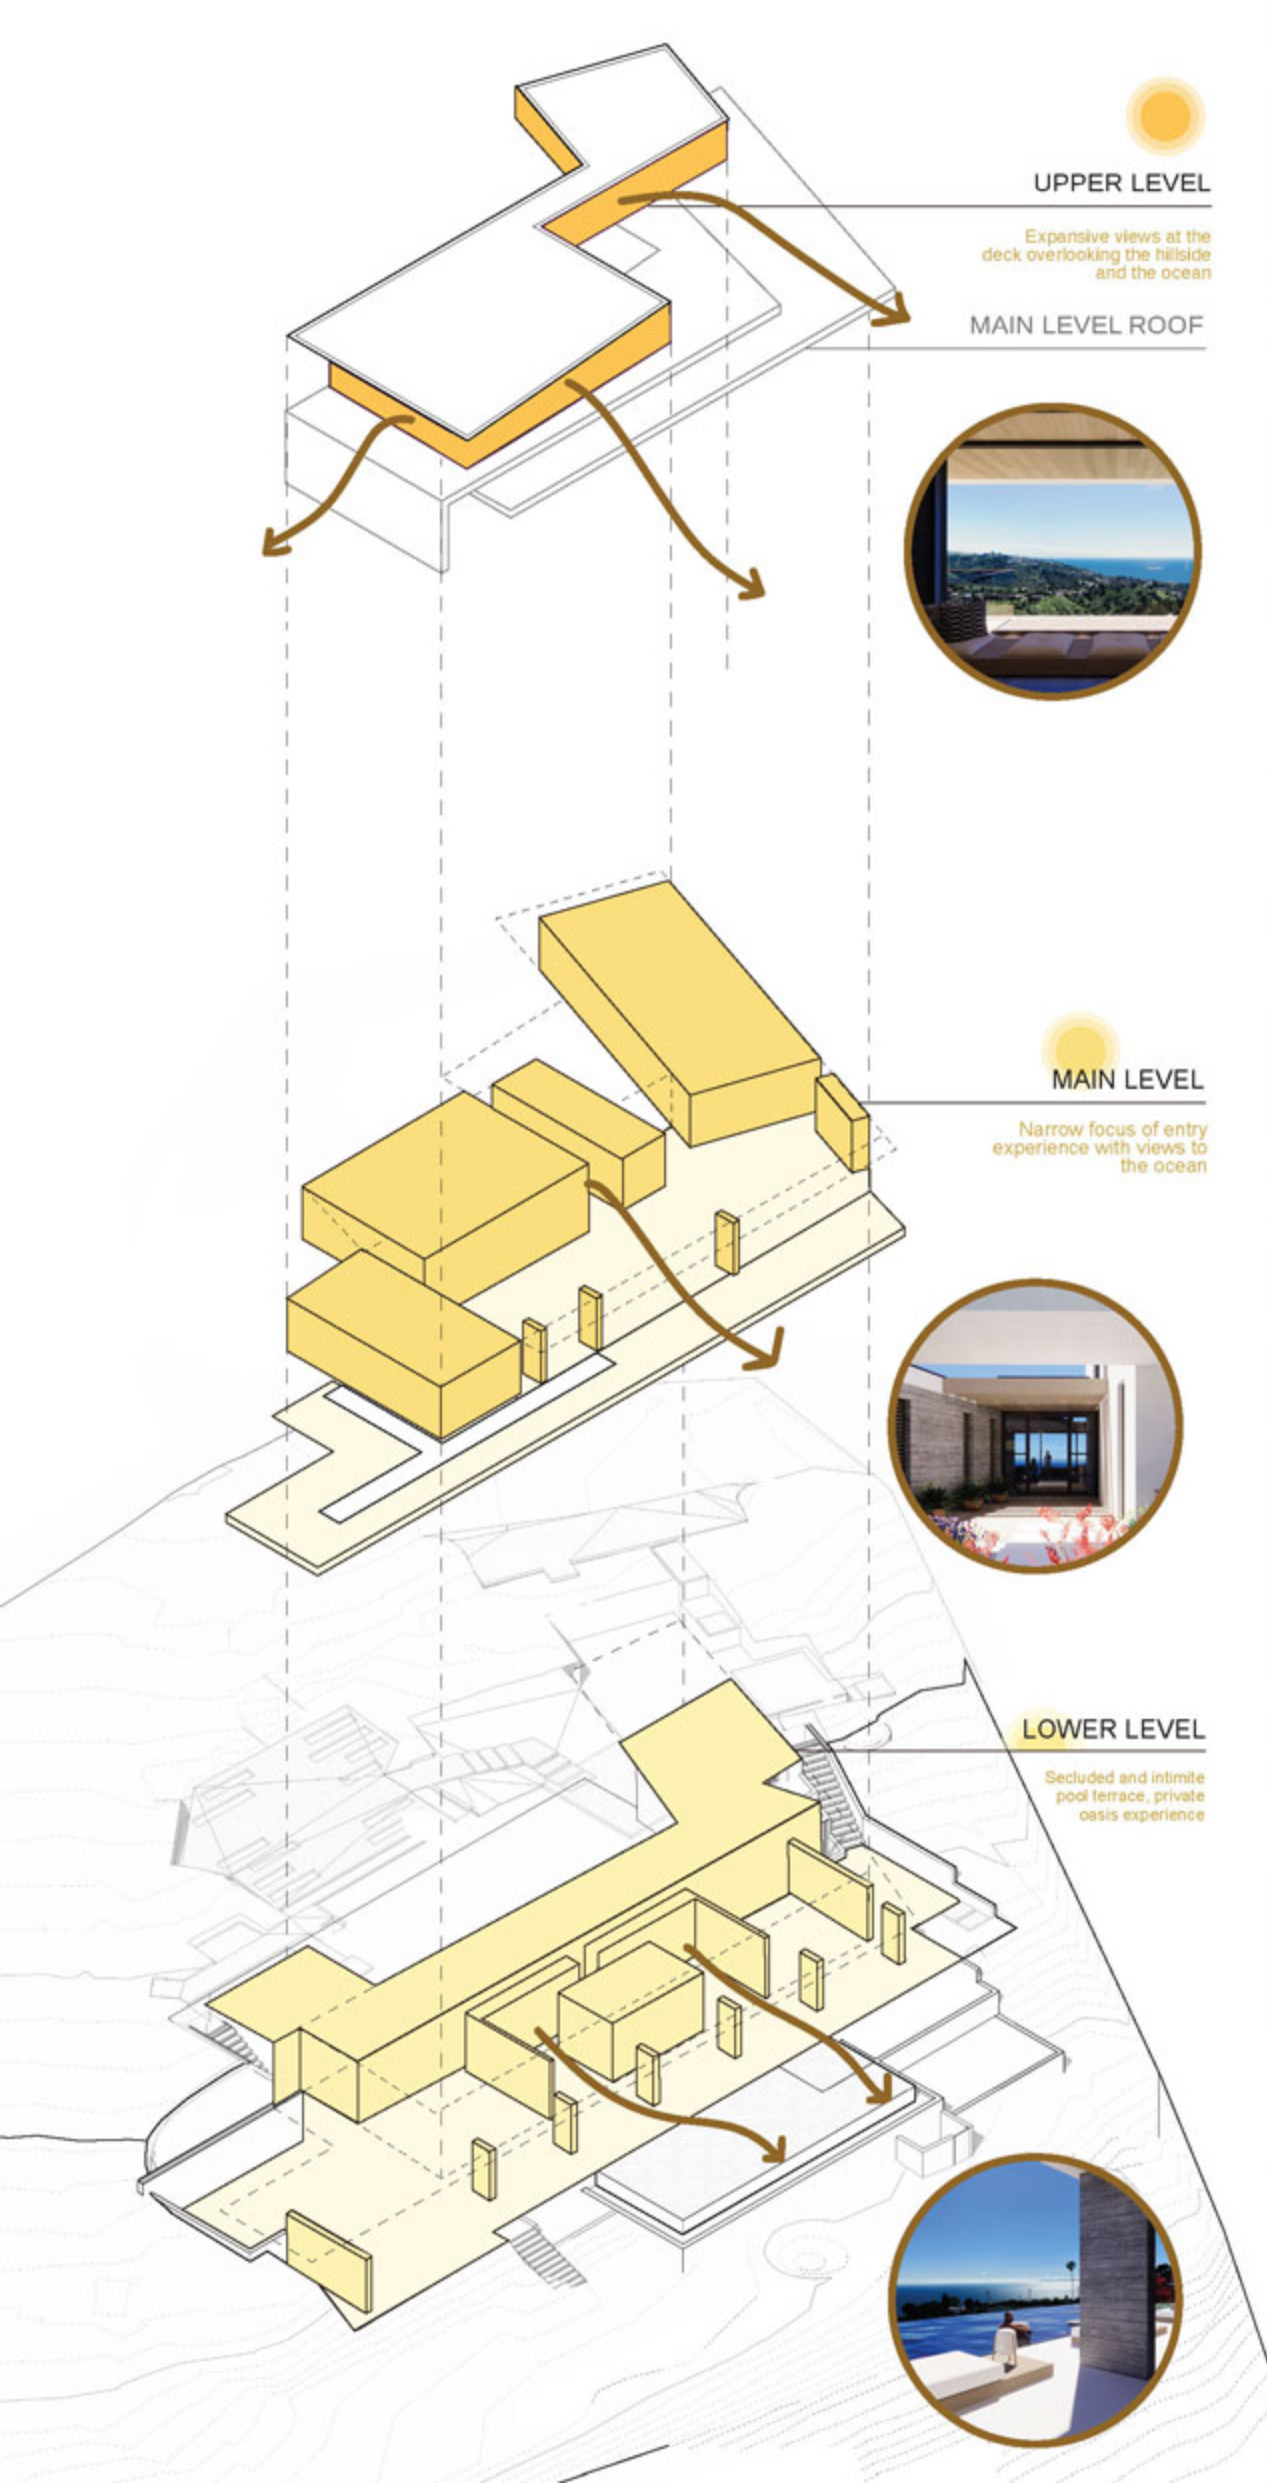 UPPER LEVEL
Expansive views at the
deck overlooking the hillside
and the ocean
MAIN LEVEL ROOF
MAIN LEVEL
Narrow focus of entry
experience with views to
the ocean
LOWER LEVEL
Secluded and intimite
pool terrace, private
oasis experience